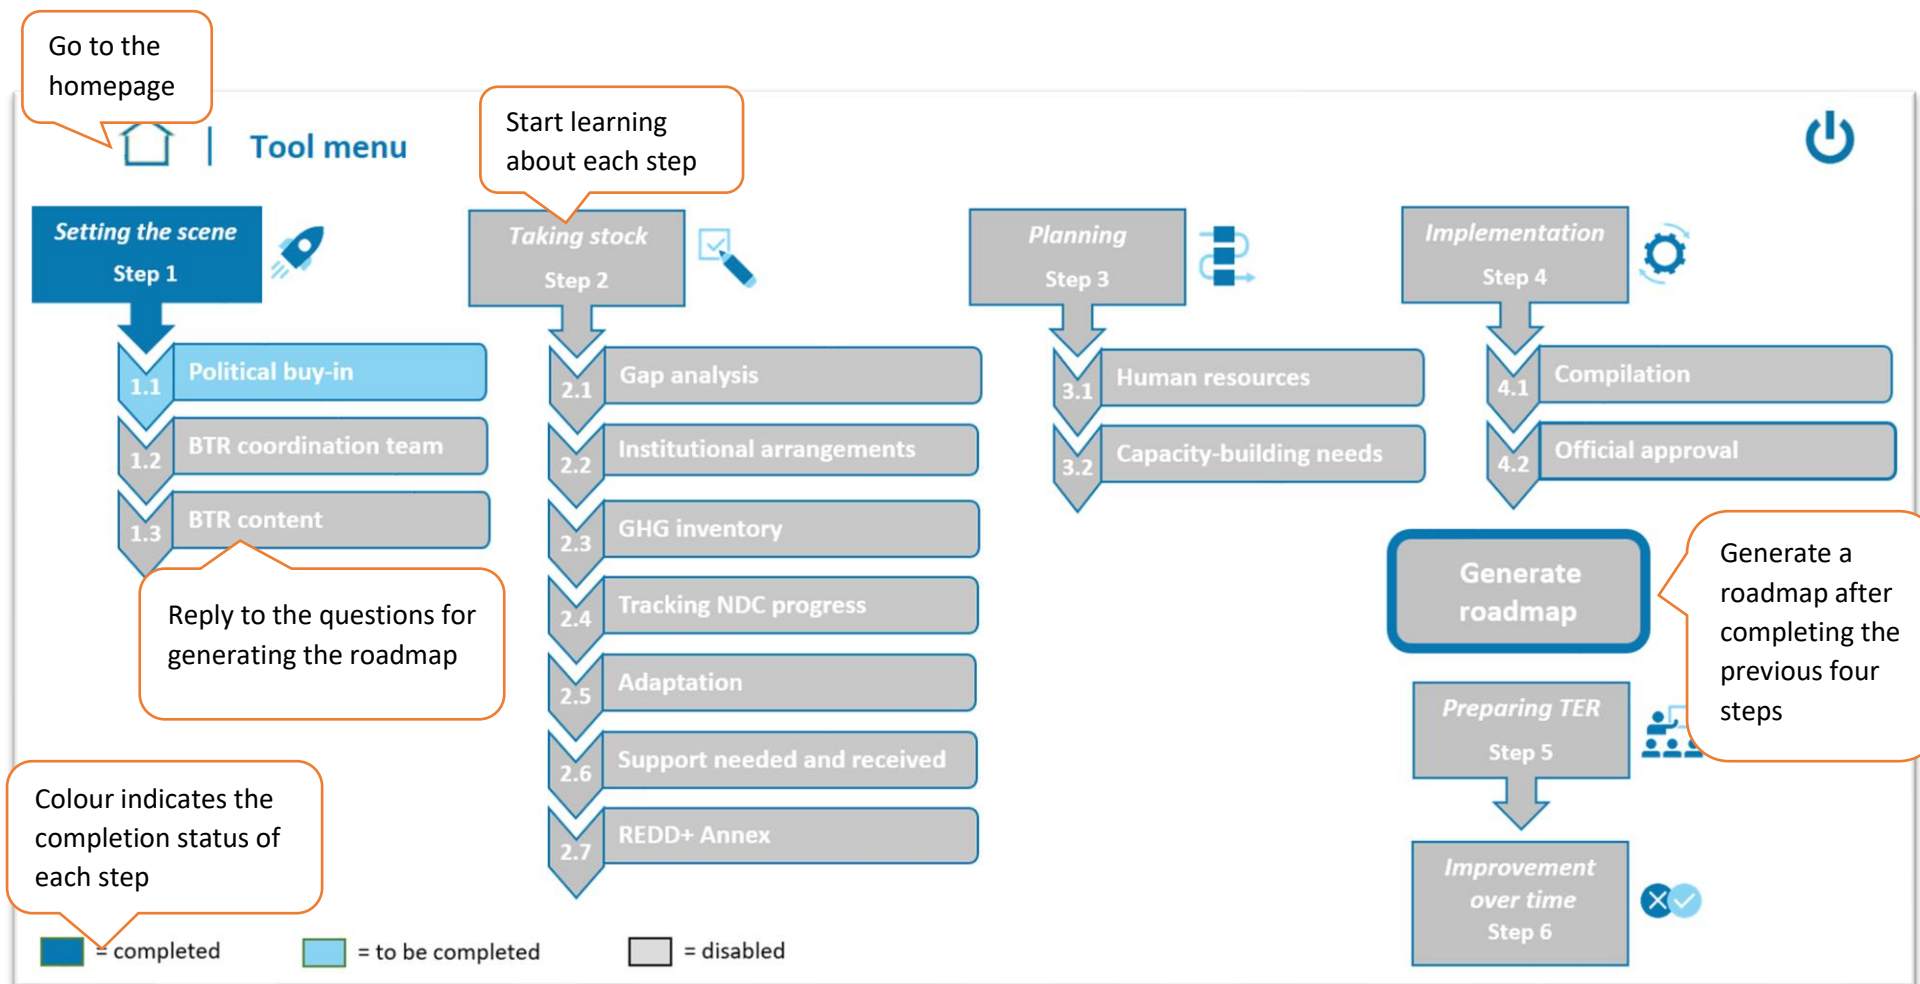 Go to the
homepage
Tool menu
Start learning
about each step
Setting the scene
Step 1
1.1 Political buy-in
1.2 BTR coordination team
1.3 BTR content
Reply to the questions for
generating the roadmap
Taking stock
Step 2
2.1 Gap analysis
2.2 Institutional arrangements
2.3 GHG inventory
2.4 Tracking NDC progress
2.5 Adaptation
2.6 Support needed and received
2.7 REDD+ Annex
Planning
Step 3
3.1 Human resources
3.2 Capacity-building needs
Implementation
Step 4
4.1 Compilation
4.2 Official approval
Generate
roadmap
Generate a
roadmap after
completing the
previous four
steps
Preparing TER
Step 5
Improvement
over time
Step 6
Colour indicates the
completion status of
each step
= completed
= to be completed
= disabled